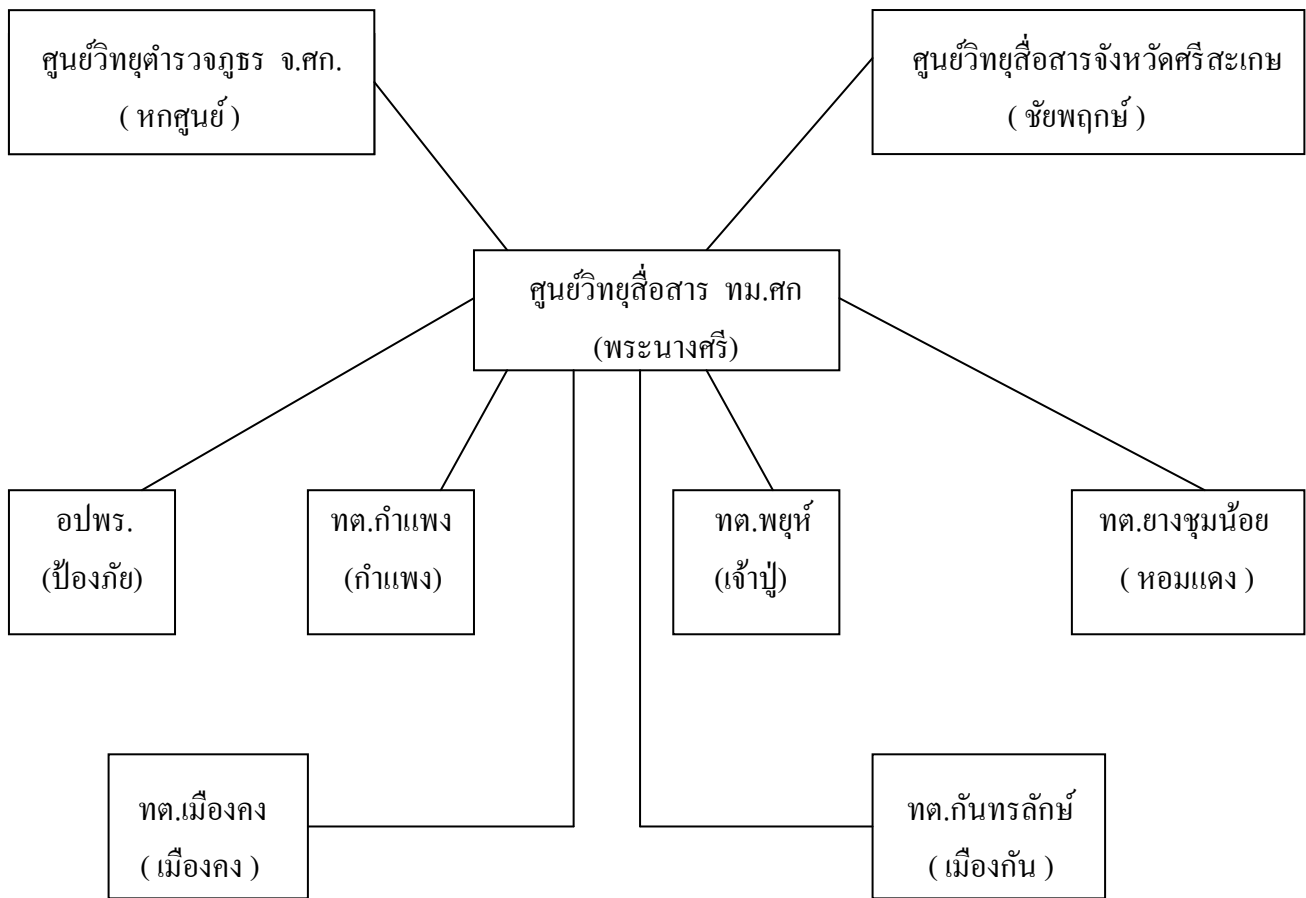 ศูนย์วิทยุตำรวจภูธร จ.ศก.
( หกศูนย์ )
ศูนย์วิทยุสื่อสารจังหวัดศรีสะเกษ
( ชัยพฤกษ์ )
ศูนย์วิทยุสื่อสาร ทม.ศก
(พระนางศรี)
อปพร.
(ป้องภัย)
ทต.กำแพง
(กำแพง)
ทต.พยุห์
(เจ้าปู่)
ทต.ยางชุมน้อย
( หอมแดง )
ทต.เมืองคง
( เมืองคง )
ทต.กันทรลักษ์
( เมืองกัน )